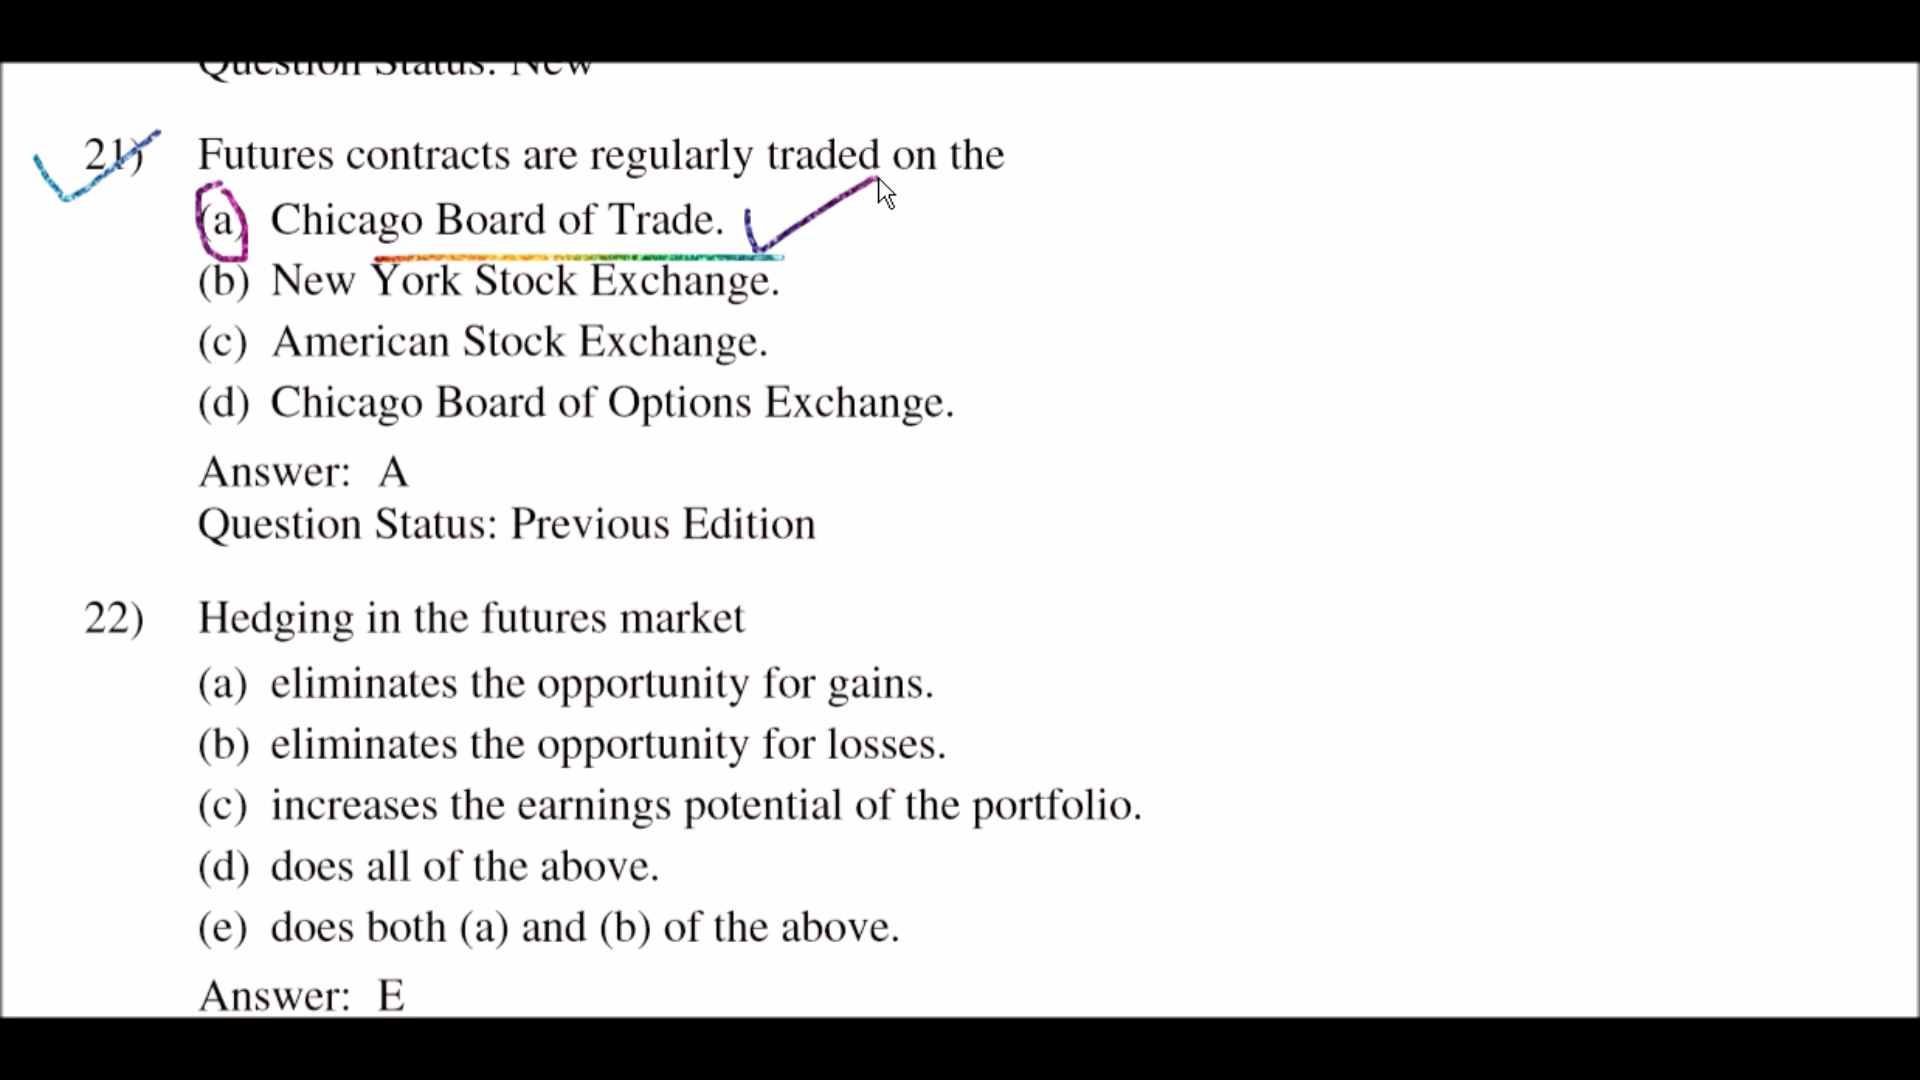 Question Status: New
21) Futures contracts are regularly traded on the
(a) Chicago Board of Trade.
(b) New York Stock Exchange.
(c) American Stock Exchange.
(d) Chicago Board of Options Exchange.
Answer: A
Question Status: Previous Edition
22) Hedging in the futures market
(a) eliminates the opportunity for gains.
(b) eliminates the opportunity for losses.
(c) increases the earnings potential of the portfolio.
(d) does all of the above.
(e) does both (a) and (b) of the above.
Answer: E